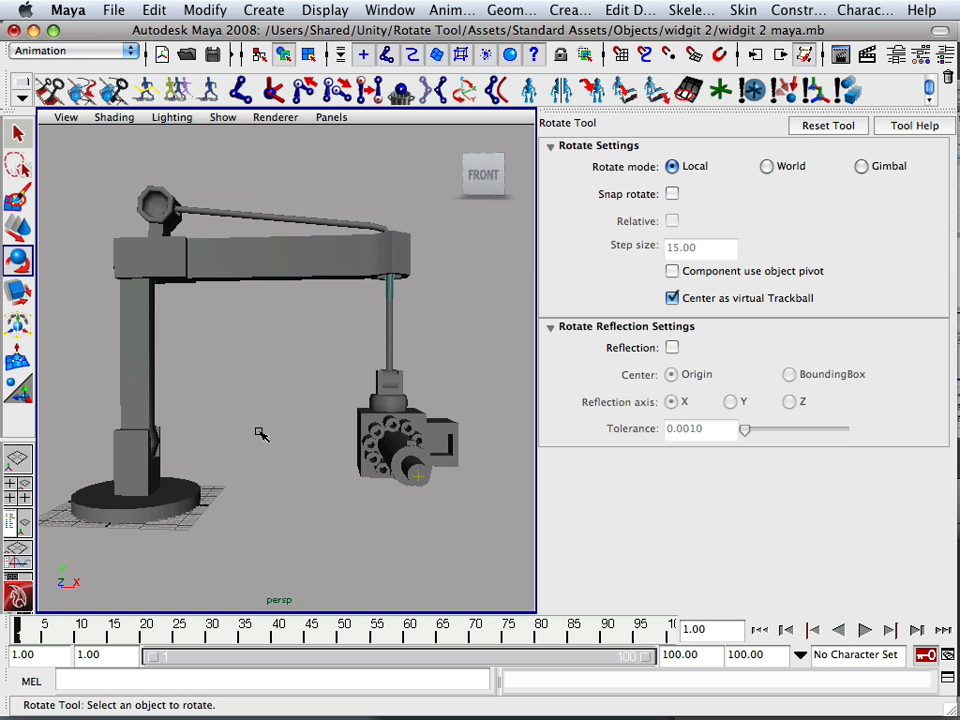 Maya File Edit Modify Create Display Window Anim... Geom... Crea... Edit D... Skele... Skin Constr... Charac... Help
Autodesk Maya 2008: /Users/Shared/Unity/Rotate Tool/Assets/Standard Assets/Objects/widgit 2/widgit 2 maya.mb
Animation
View Shading Lighting Show Renderer Panels
Rotate Tool
Reset Tool
Tool Help
Rotate Settings
Rotate mode: Local World Gimbal
Snap rotate:
Relative:
Step size: 15.00
Component use object pivot
Center as virtual Trackball
Rotate Reflection Settings
Reflection:
Center: Origin BoundingBox
Reflection axis: X Y Z
Tolerance: 0.0010
FRONT
Y
Z X
persp
5 10 15 20 25 30 35 40 45 50 55 60 65 70 75 80 85 90 95 10
1.00
1.00 1.00 1 100 100.00 100.00 No Character Set
MEL
Rotate Tool: Select an object to rotate.